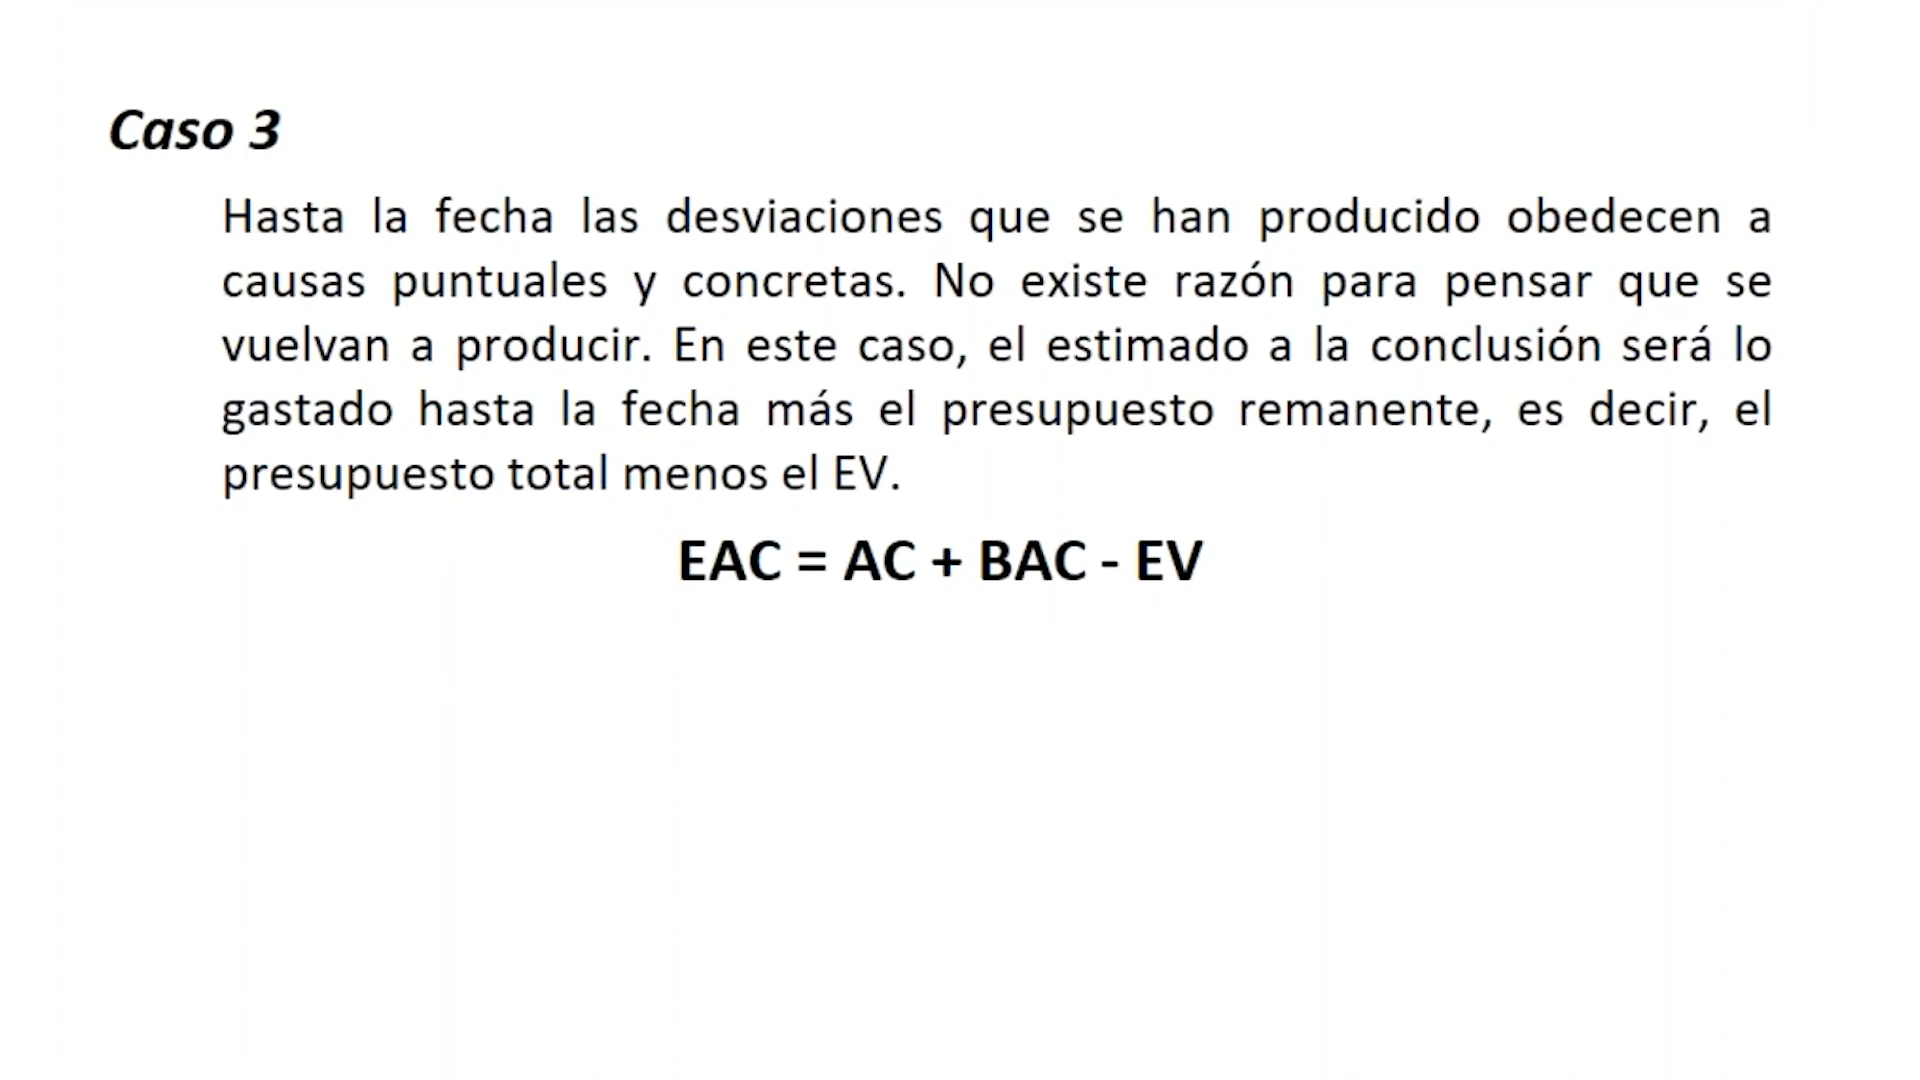 Caso 3
Hasta la fecha las desviaciones que se han producido obedecen a
causas puntuales y concretas. No existe razón para pensar que se
vuelvan a producir. En este caso, el estimado a la conclusión será lo
gastado hasta la fecha más el presupuesto remanente, es decir, el
presupuesto total menos el EV.
EAC = AC + BAC - EV